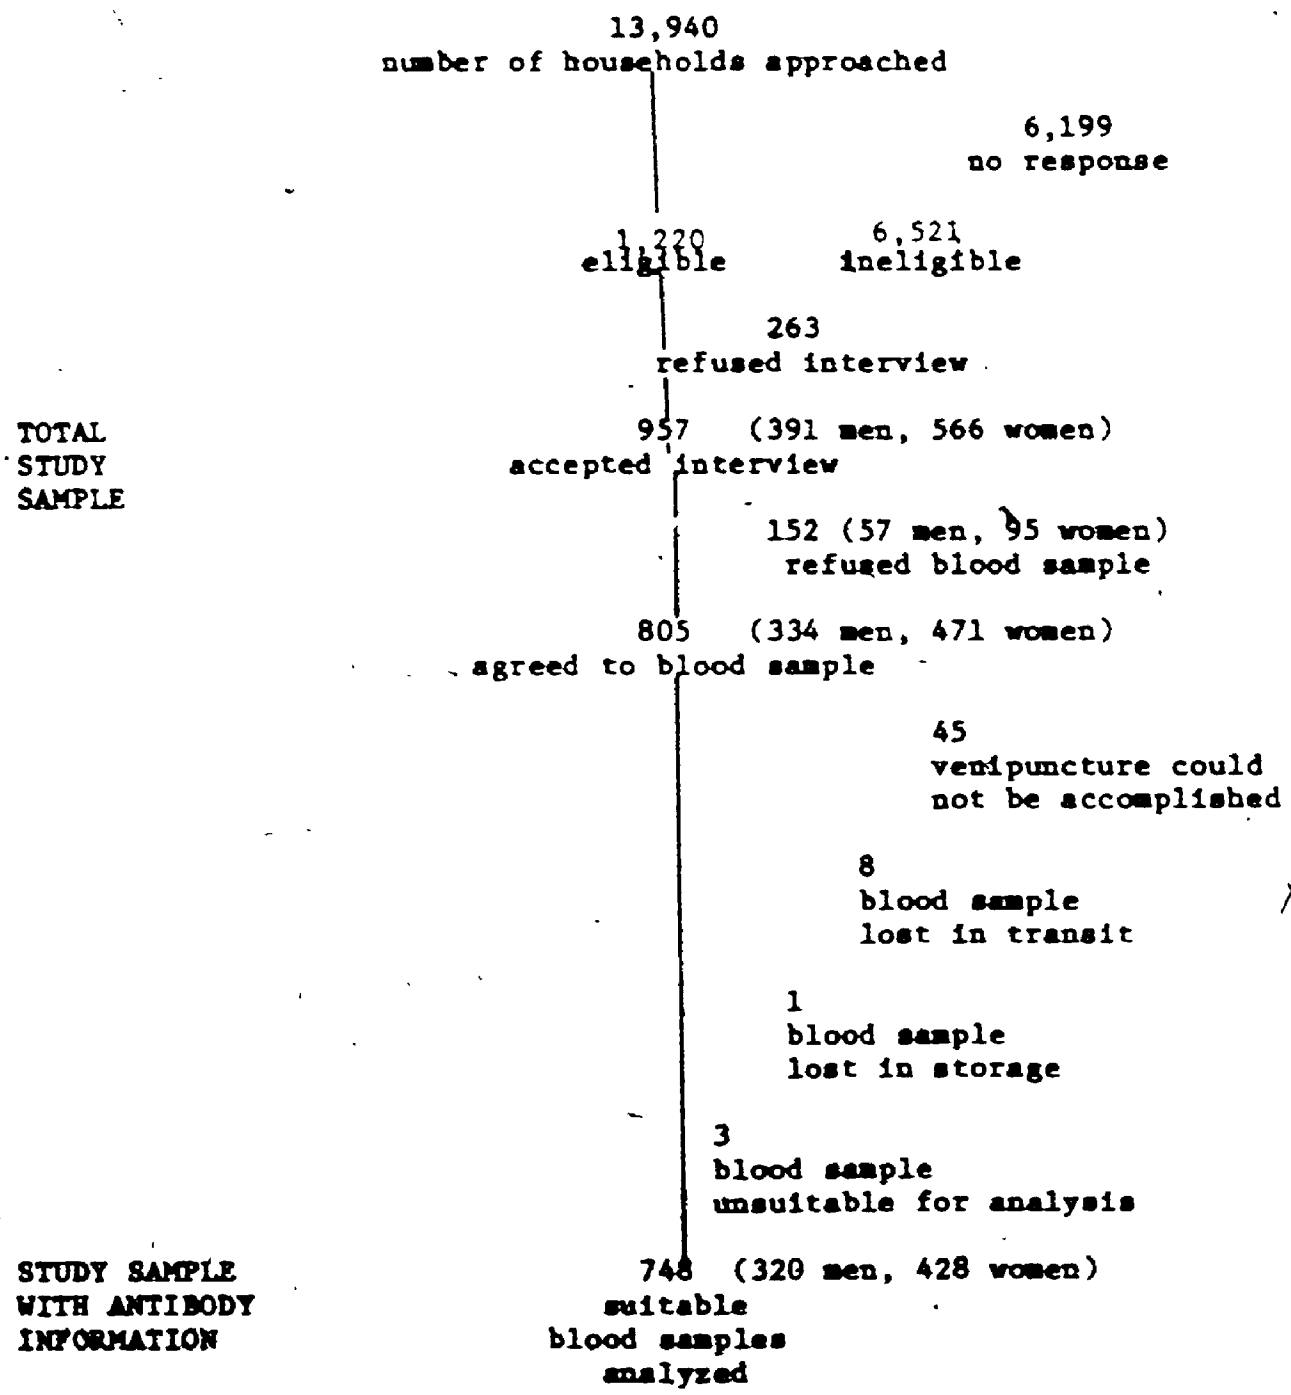 13,940
number of households approached
6,199
no response
1,220
6,521
eligible
ineligible
263
refused interview
TOTAL
957 (391 men, 566 women)
STUDY
accepted interview
SAMPLE
152 (57 men, 95 women)
refused blood sample
805 (334 men, 471 women)
agreed to blood sample
45
venipuncture could
not be accomplished
8
blood sample
lost in transit
1
blood sample
lost in storage
3
blood sample
unsuitable for analysis
STUDY SAMPLE
748 (320 men, 428 women)
WITH ANTIBODY
suitable
INFORMATION
blood samples
analyzed